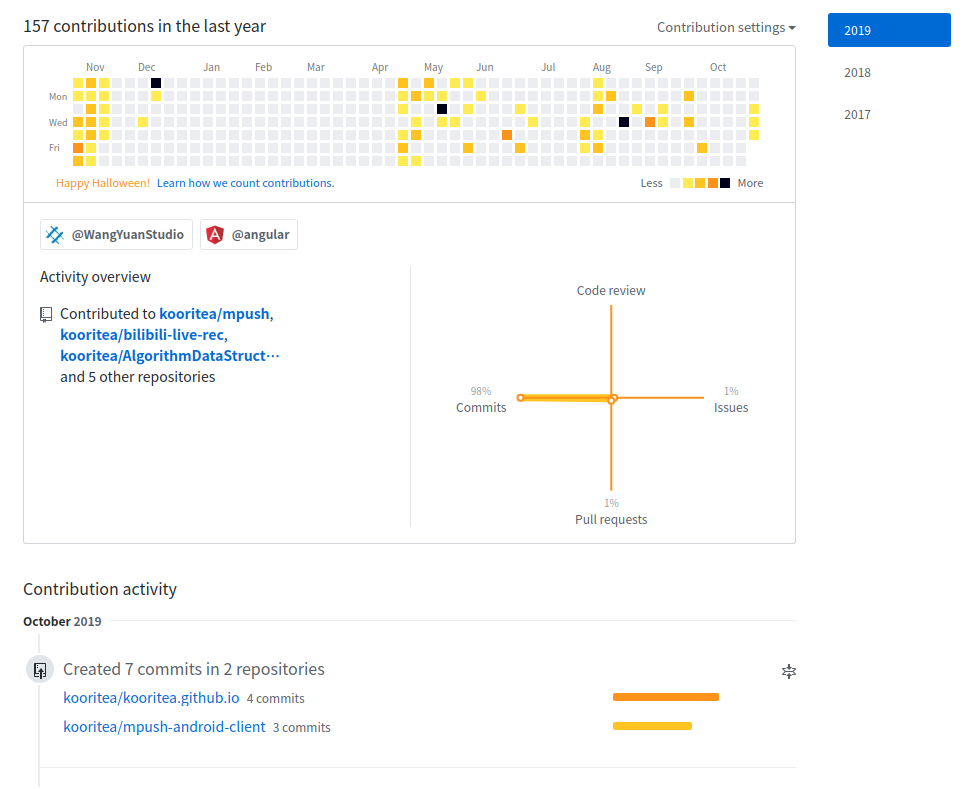 157 contributions in the last year
Contribution settings
2019
2018
2017
Nov Dec Jan Feb Mar Apr May Jun Jul Aug Sep Oct
Mon
Wed
Fri
Happy Halloween! Learn how we count contributions.
Less More
@WangYuanStudio @angular
Activity overview
Contributed to kooritea/mpush,
kooritea/bilibili-live-rec,
kooritea/AlgorithmDataStruct…
and 5 other repositories
Code review
98%
Commits
1%
Issues
1%
Pull requests
Contribution activity
October 2019
Created 7 commits in 2 repositories
kooritea/kooritea.github.io 4 commits
kooritea/mpush-android-client 3 commits